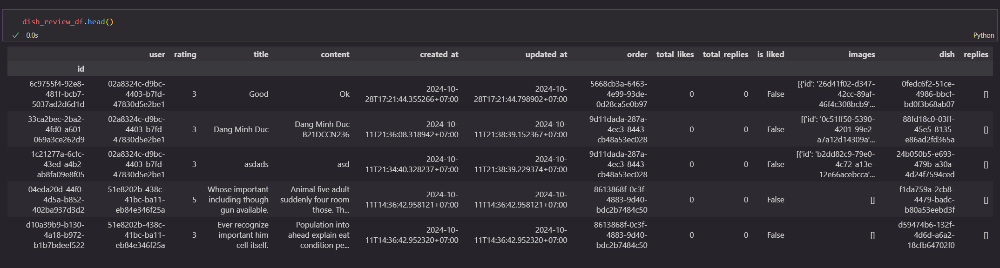 dish_review_df.head()
0.0s
Python
user rating title content created_at updated_at order total_likes total_replies is_liked images dish replies
id
6c9755f4-92e8- 02a8324c-d9bc- 5668cb3a-6463- [{'id': '26d41f02-d347- 0fedc6f2-51ce-
2024-10- 2024-10-
481f-bcb7- 4403-b7fd- 3 Good Ok 4e99-93de- 0 0 False 42cc-89af- 4986-bbcf- []
28T17:21:44.355266+07:00 28T17:21:44.798902+07:00
5037ad2d6d1d 47830d5e2be1 0d28ca5e0b97 46f4c308bcb9'... bd0f3b68ab07
33ca2bec-2ba2- 02a8324c-d9bc- 9d11dada-287a- [{'id': '0c51ff50-5390- 88fd18c0-03ff-
Dang Minh Duc 2024-10- 2024-10-
4fd0-a601- 4403-b7fd- 3 Dang Minh Duc 4ec3-8443- 0 0 False 4201-99e2- 45e5-8135- []
B21DCCN236 11T21:36:08.318942+07:00 11T21:38:39.152367+07:00
069a3ce262d9 47830d5e2be1 cb48a53ec028 a7a12d14309a'... e86ad2fd365a
1c21277a-6cfc- 02a8324c-d9bc- 9d11dada-287a- [{'id': 'b2dd82c9-79e0- 24b050b5-e693-
2024-10- 2024-10-
43ed-a4b2- 4403-b7fd- 3 asdads asd 4ec3-8443- 0 0 False 4c72-a13e- 479b-a30a- []
11T21:34:40.328237+07:00 11T21:38:39.229374+07:00
ab8fa09e8f05 47830d5e2be1 cb48a53ec028 12e66acebcca'... 4d24f7594ced
04eda20d-44f0- 51e8202b-438c- Whose important Animal five adult 8613868f-0c3f- f1da759a-2cb8-
2024-10- 2024-10-
4d5a-b852- 41bc-ba11- 5 including though suddenly four room 4883-9d40- 0 0 False [] 4479-badc- []
11T14:36:42.958121+07:00 11T14:36:42.958121+07:00
402ba937d3d2 eb84e346f25a gun available. those. Th... bdc2b7484c50 b80a53eebd3f
d10a39b9-b130- 51e8202b-438c- Ever recognize Population into 8613868f-0c3f- d59474b6-132f-
2024-10- 2024-10-
4a18-b972- 41bc-ba11- 3 important him ahead explain eat 4883-9d40- 0 0 False [] 4d6d-a6a2- []
11T14:36:42.952320+07:00 11T14:36:42.952320+07:00
b1b7bdeef522 eb84e346f25a cell itself. condition pe... bdc2b7484c50 18cfb64702f0